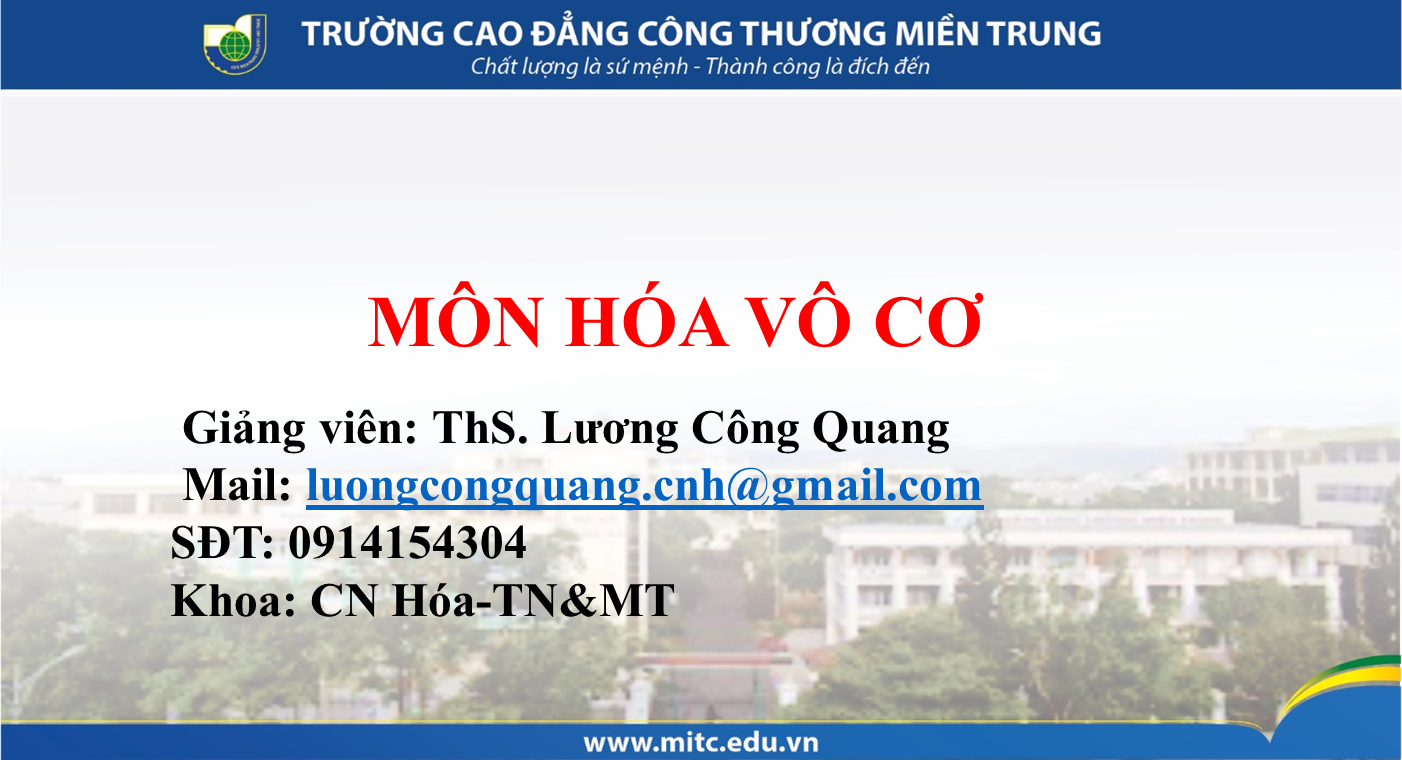 TRƯỜNG CAO ĐẲNG CÔNG THƯƠNG MIỀN TRUNG
Chất lượng là sứ mệnh - Thành công là đích đến
MÔN HÓA VÔ CƠ
Giảng viên: ThS. Lương Công Quang
Mail: luongcongquang.cnh@gmail.com
SĐT: 0914154304
Khoa: CN Hóa-TN&MT
www.mitc.edu.vn